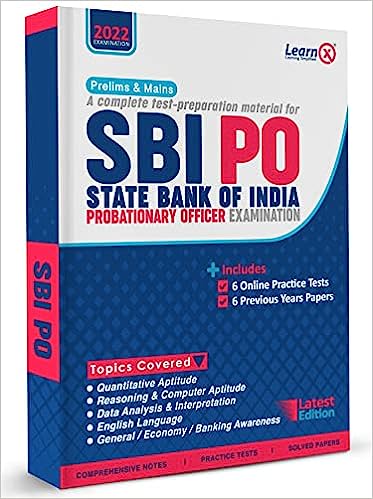 2022
EXAMINATION
LearnX
Learning Simplified
Prelims & Mains
A complete test-preparation material for
SBI PO
STATE BANK OF INDIA
PROBATIONARY OFFICER EXAMINATION
+Includes
6 Online Practice Tests
6 Previous Years Papers
SBI PO
Topics Covered
• Quantitative Aptitude
• Reasoning & Computer Aptitude
• Data Analysis & Interpretation
• English Language
• General / Economy / Banking Awareness
Latest
Edition
COMPREHENSIVE NOTES | PRACTICE TESTS | SOLVED PAPERS